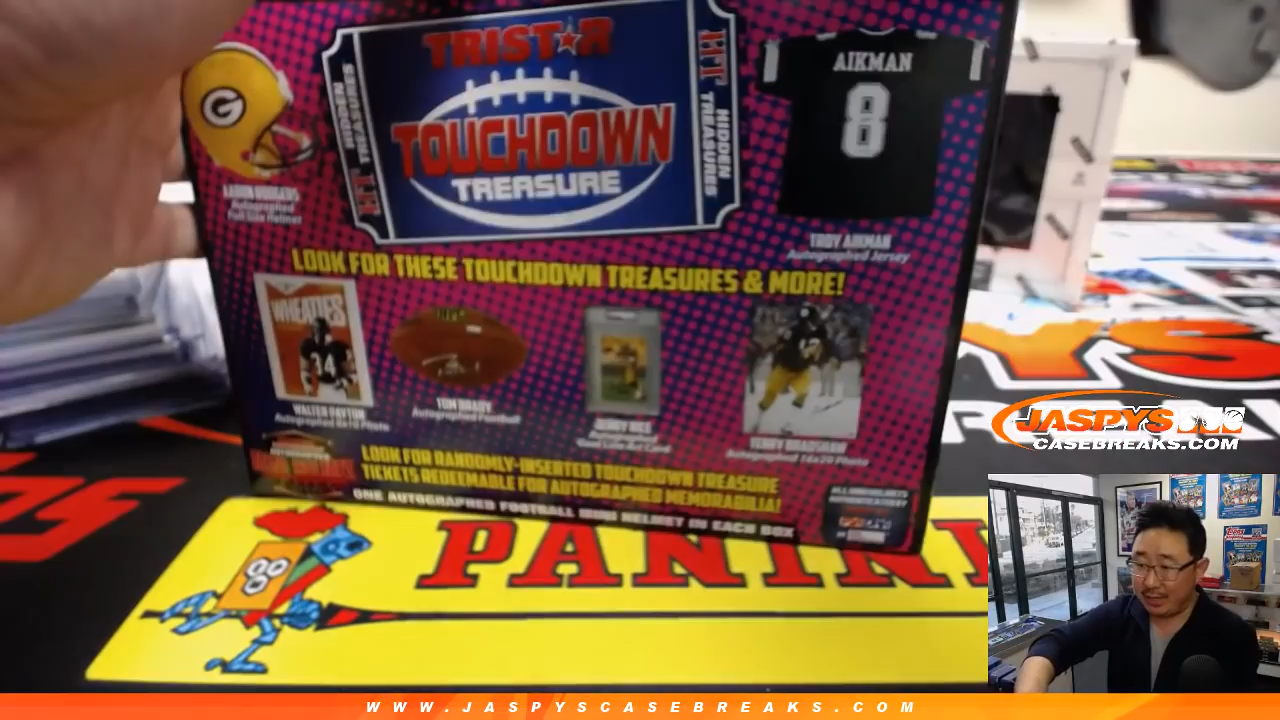 TRISTAR
TOUCHDOWN
TREASURE
HIDDEN TREASURES
HT
HIDDEN TREASURES
HT
G
AARON RODGERS
Autographed
Full Size Helmet
AIKMAN
8
TROY AIKMAN
Autographed Jersey
LOOK FOR THESE TOUCHDOWN TREASURES & MORE!
WHEATIES
34
WALTER PAYTON
Autographed 8x10 Photo
TOM BRADY
Autographed Football
TERRY BRADSHAW
Autographed 16x20 Photo
LOOK FOR RANDOMLY-INSERTED TOUCHDOWN TREASURE
TICKETS REDEEMABLE FOR AUTOGRAPHED MEMORABILIA!
ONE AUTOGRAPHED FOOTBALL MINI HELMET IN EACH BOX
PANINI
YS
JASPYS
CASEBREAKS.COM
WWW.JASPYSCASEBREAKS.COM